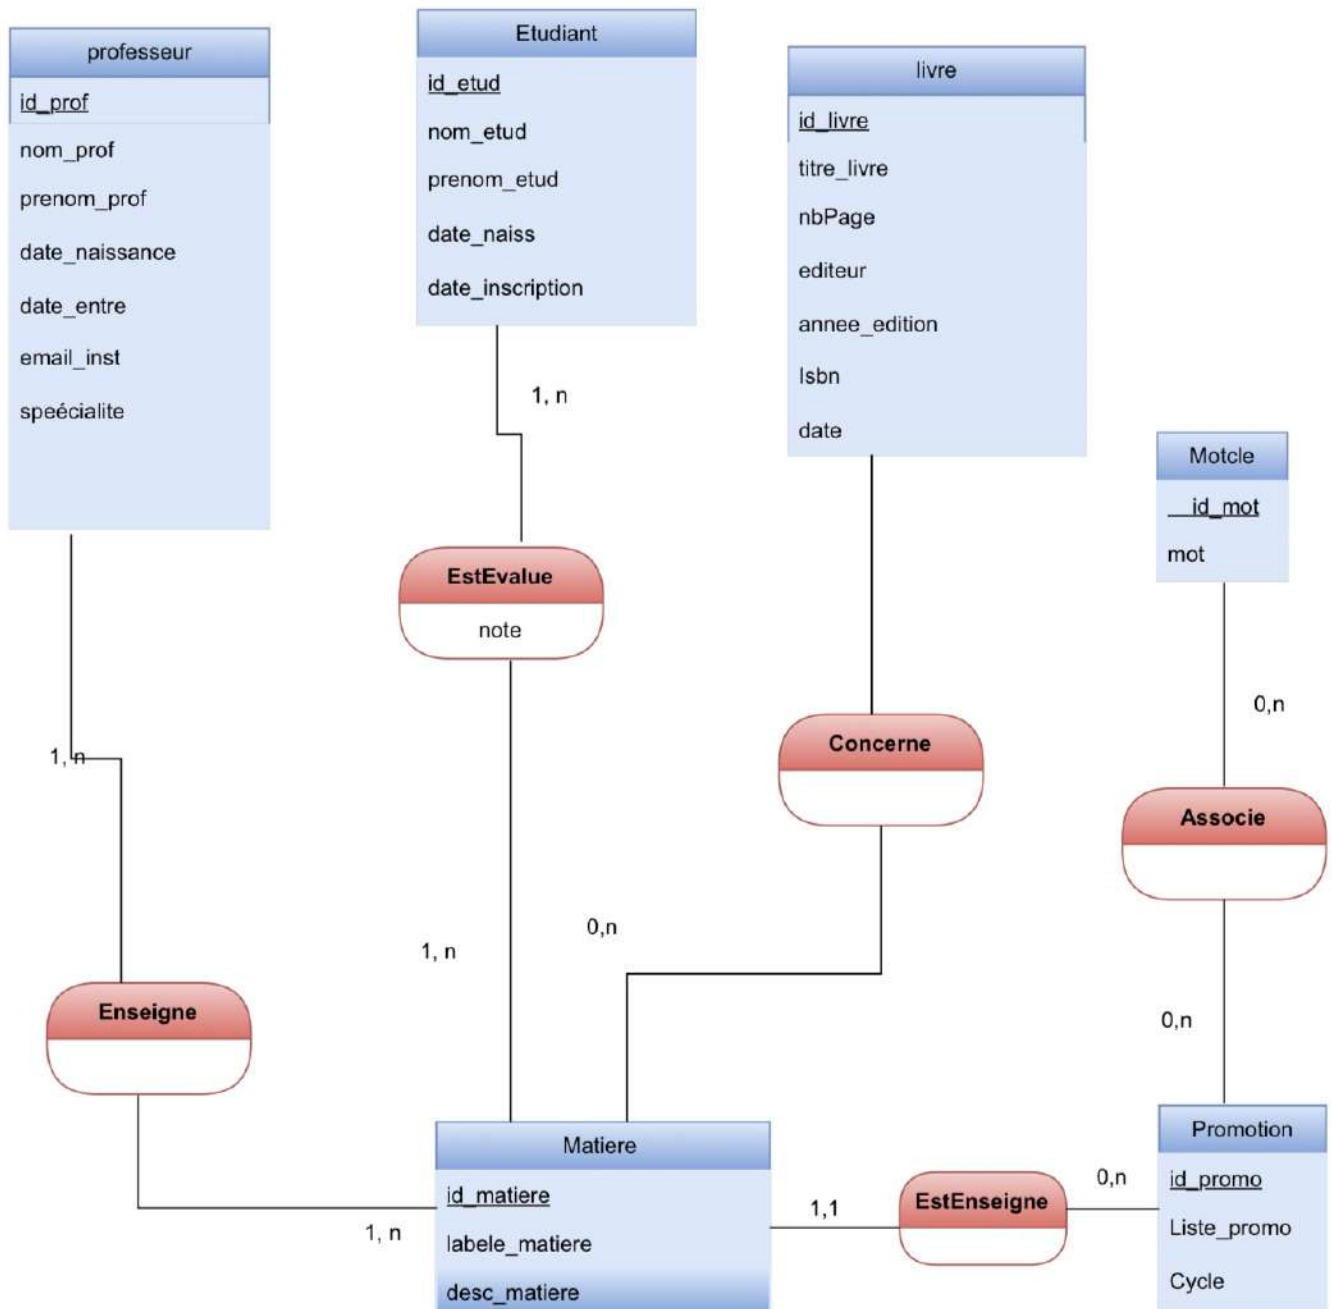 professeur
id_prof
nom_prof
prenom_prof
date_naissance
date_entre
email_inst
speécialite
Etudiant
id_etud
nom_etud
prenom_etud
date_naiss
date_inscription
livre
id_livre
titre_livre
nbPage
editeur
annee_edition
Isbn
date
Motcle
__id_mot
mot
1, n
EstEvalue
note
1, n
Concerne
0,n
Associe
0,n
1, n
0,n
Enseigne
1, n
Matiere
id_matiere
labele_matiere
desc_matiere
1,1
EstEnseigne
0,n
Promotion
id_promo
Liste_promo
Cycle